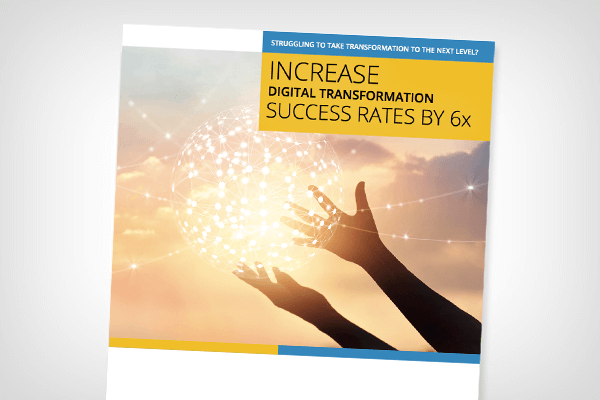 STRUGGLING TO TAKE TRANSFORMATION TO THE NEXT LEVEL?
INCREASE
DIGITAL TRANSFORMATION
SUCCESS RATES BY 6x